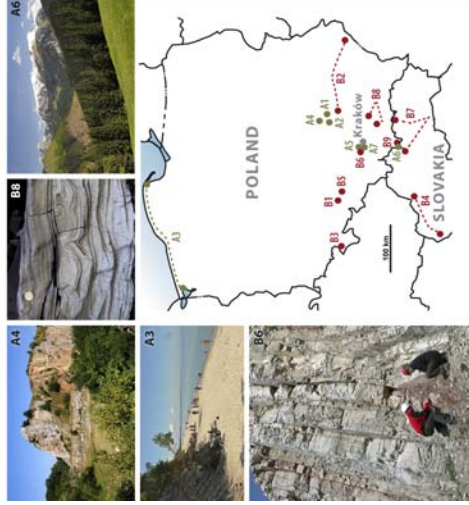 A4
B8
A6
A3
B6
A3
POLAND
A4
A1
B1
B3
A2
B2
B5
A5
Kraków
B6
A7
B8
B9
100 km
A6
B7
B4
SLOVAKIA